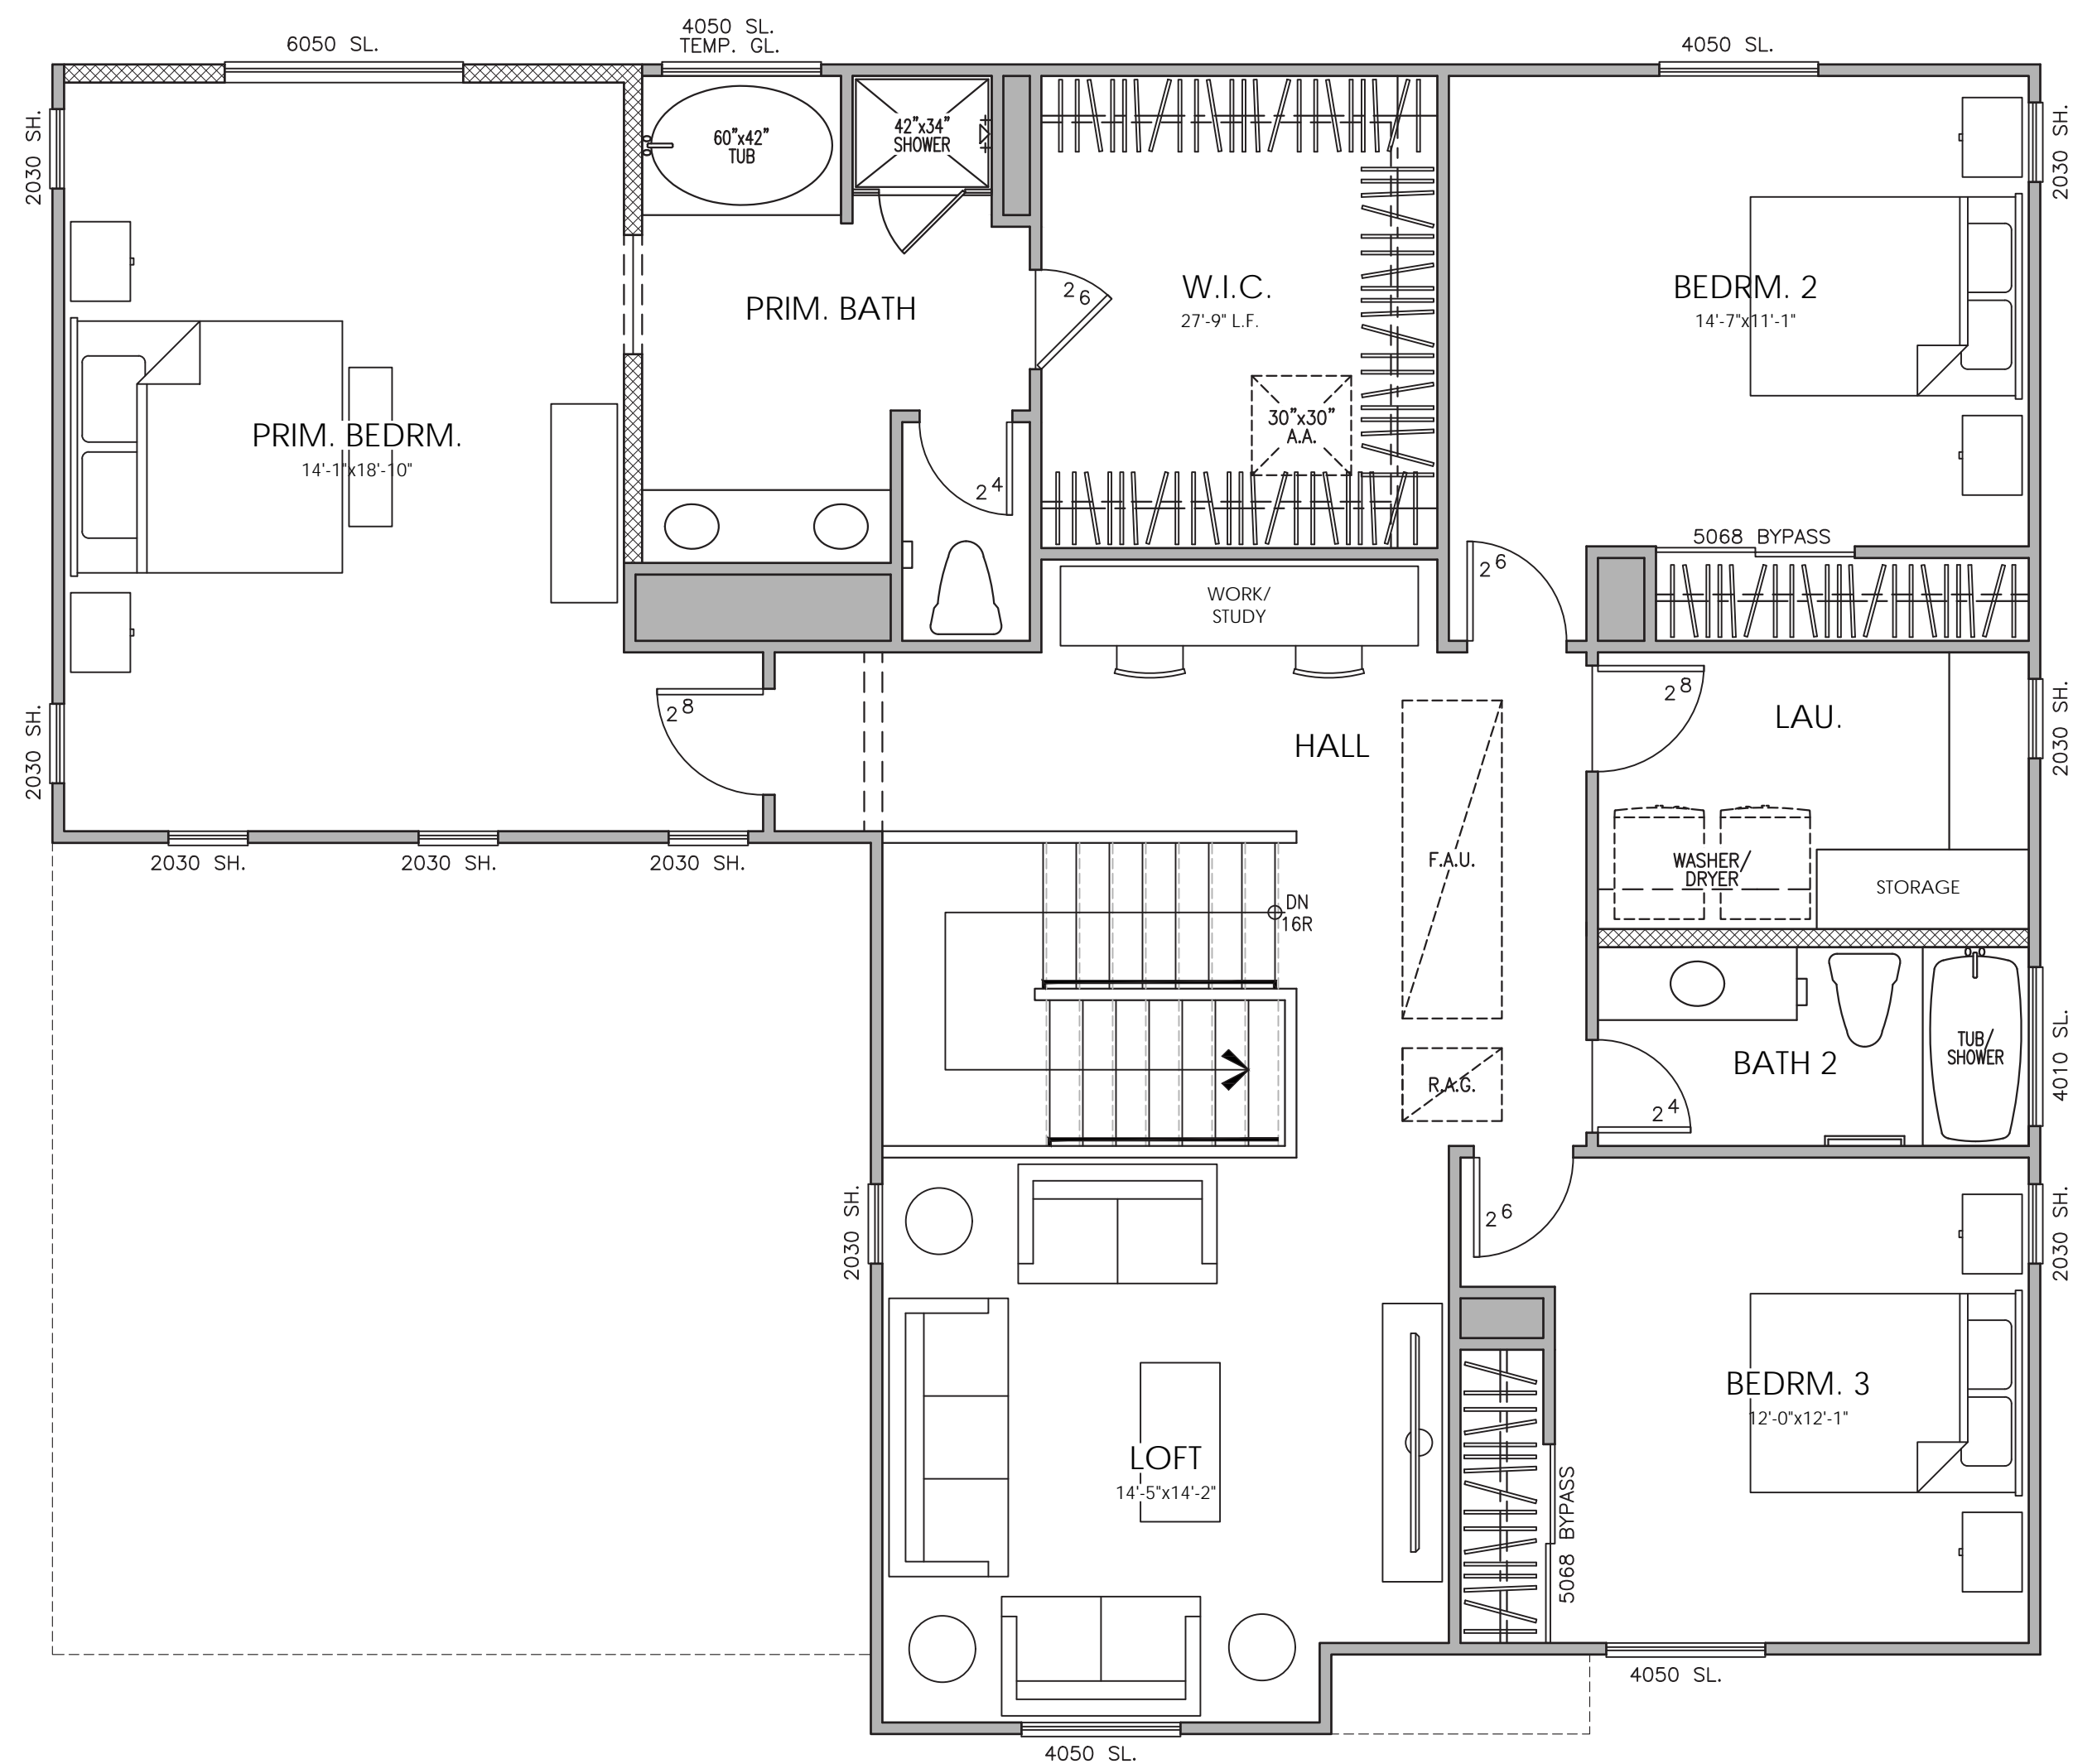 6050 SL.
4050 SL.
TEMP. GL.
4050 SL.
2030 SH.
60"x42"
TUB
42"x34"
SHOWER
2030 SH.
PRIM. BATH
2 6
W.I.C.
27'-9" L.F.
BEDRM. 2
14'-7"x11'-1"
PRIM. BEDRM.
14'-1"x18'-10"
30"x30"
A.A.
2 4
5068 BYPASS
2 6
WORK/
STUDY
2030 SH.
2 8
HALL
2 8
LAU.
2030 SH.
2030 SH.
2030 SH.
2030 SH.
F.A.U.
WASHER/
DRYER
STORAGE
DN
16R
R.A.G.
2 4
BATH 2
TUB/
SHOWER
4010 SL.
2030 SH.
2 6
2030 SH.
BEDRM. 3
12'-0"x12'-1"
LOFT
14'-5"x14'-2"
5068 BYPASS
4050 SL.
4050 SL.